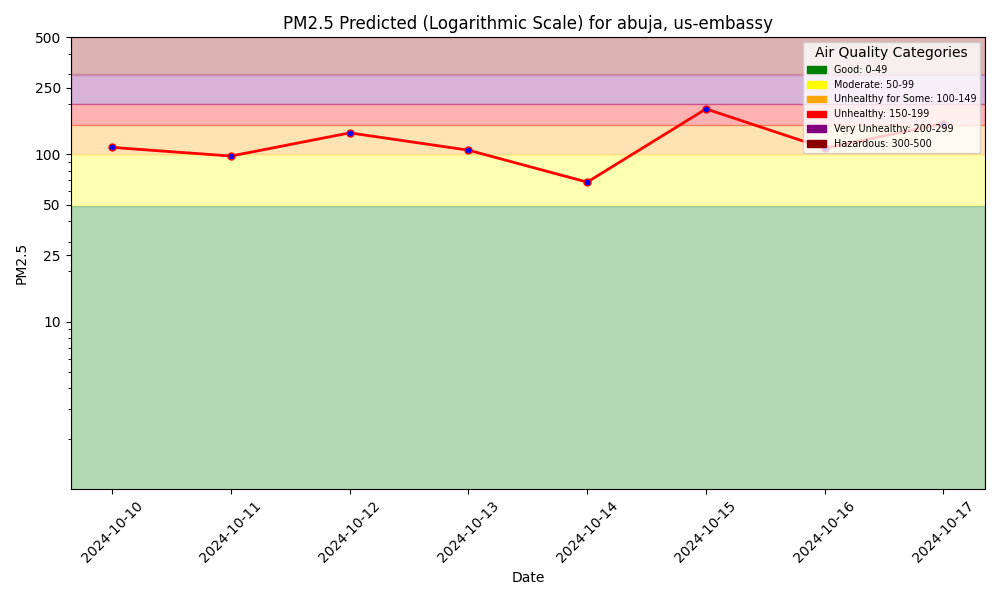 PM2.5 Predicted (Logarithmic Scale) for abuja, us-embassy
500
250
100
50
25
10
PM2.5
Air Quality Categories
Good: 0-49
Moderate: 50-99
Unhealthy for Some: 100-149
Unhealthy: 150-199
Very Unhealthy: 200-299
Hazardous: 300-500
2024-10-10
2024-10-11
2024-10-12
2024-10-13
2024-10-14
2024-10-15
2024-10-16
2024-10-17
Date